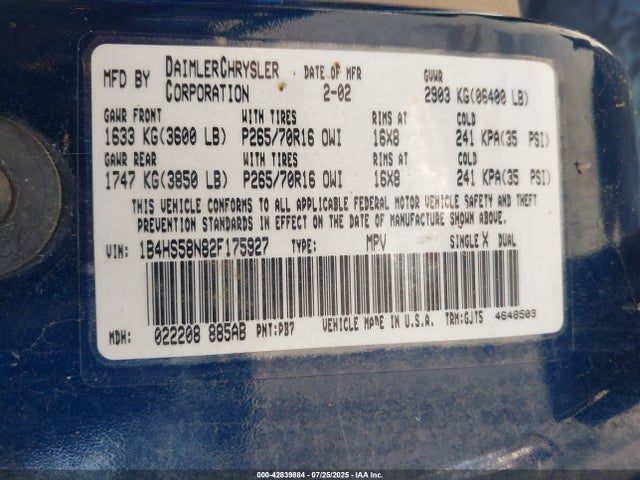 MFD BY DAIMLERCHRYSLER CORPORATION DATE OF MFR 2-02 GVWR 2903 KG(06400 LB)
GAWR FRONT WITH TIRES RIMS AT COLD
1633 KG(3600 LB) P265/70R16 OWI 16X8 241 KPA(35 PSI)
GAWR REAR WITH TIRES RIMS AT COLD
1747 KG(3850 LB) P265/70R16 OWI 16X8 241 KPA(35 PSI)
THIS VEHICLE CONFORMS TO ALL APPLICABLE FEDERAL MOTOR VEHICLE SAFETY AND THEFT
PREVENTION STANDARDS IN EFFECT ON THE DATE OF MANUFACTURE SHOWN ABOVE.
VIN: 1B4HS58N82F175927 TYPE: MPV SINGLE X DUAL
MDH: 022208 885AB PNT:PB7 VEHICLE MADE IN U.S.A. TRM:GJT5 4648503
000-42839884 | 07/25/2025 | IAA Inc.